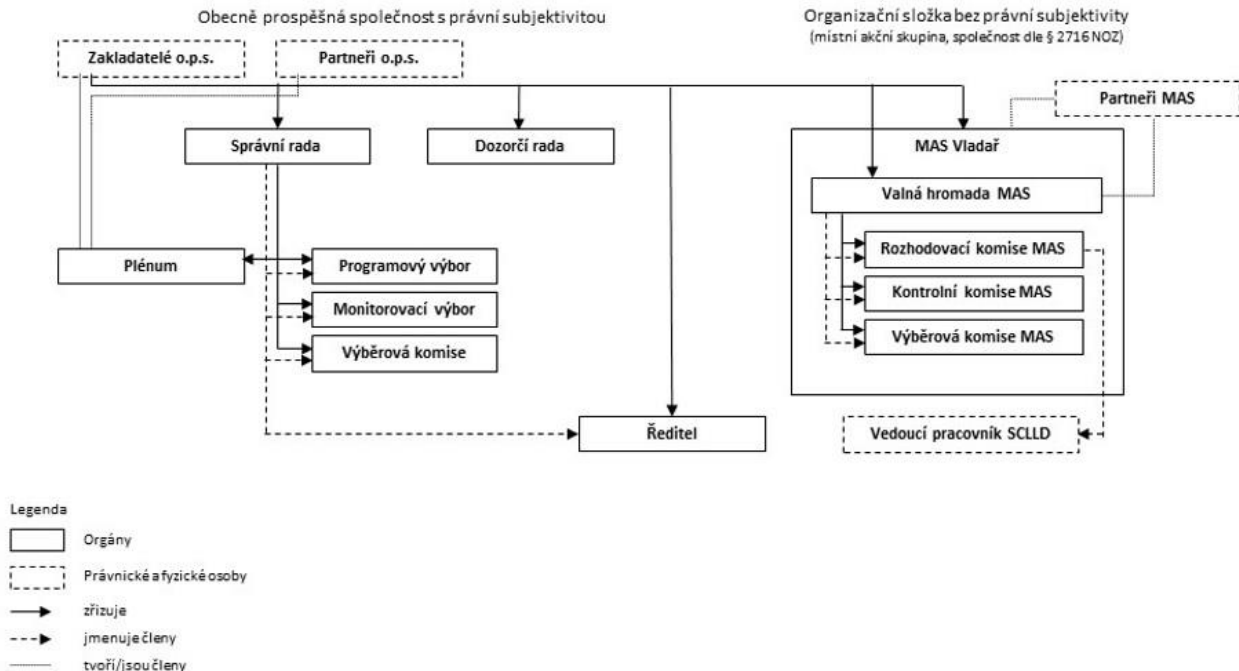 Obecně prospěšná společnost s právní subjektivitou
Organizační složka bez právní subjektivity
(místní akční skupina, společnost dle § 2716 NOZ)
Zakladatelé o.p.s.
Partneři o.p.s.
Partneři MAS
Správní rada
Dozorčí rada
MAS Vladař
Valná hromada MAS
Plénum
Programový výbor
Rozhodovací komise MAS
Monitorovací výbor
Kontrolní komise MAS
Výběrová komise
Výběrová komise MAS
Ředitel
Vedoucí pracovník SCLLD
Legenda
Orgány
Právnické a fyzické osoby
zřizuje
jmenuje členy
tvoří/jsou členy